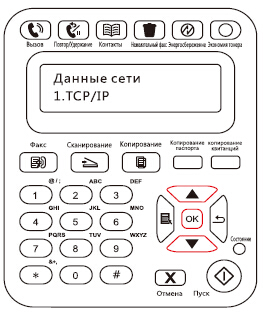 Вызов Повтор/Удержание Контакты Нежелательный факс Энергосбережение Экономия тонера
Данные сети
1.TCP/IP
Факс Сканирование Копирование Копирование паспорта копирование квитанций
@/: ABC DEF
1 2 3
GHI JKL MNO
4 5 6
OK
PQRS TUV WXYZ
7 8 9
Состояние
&+,
* 0 #
X
Отмена Пуск